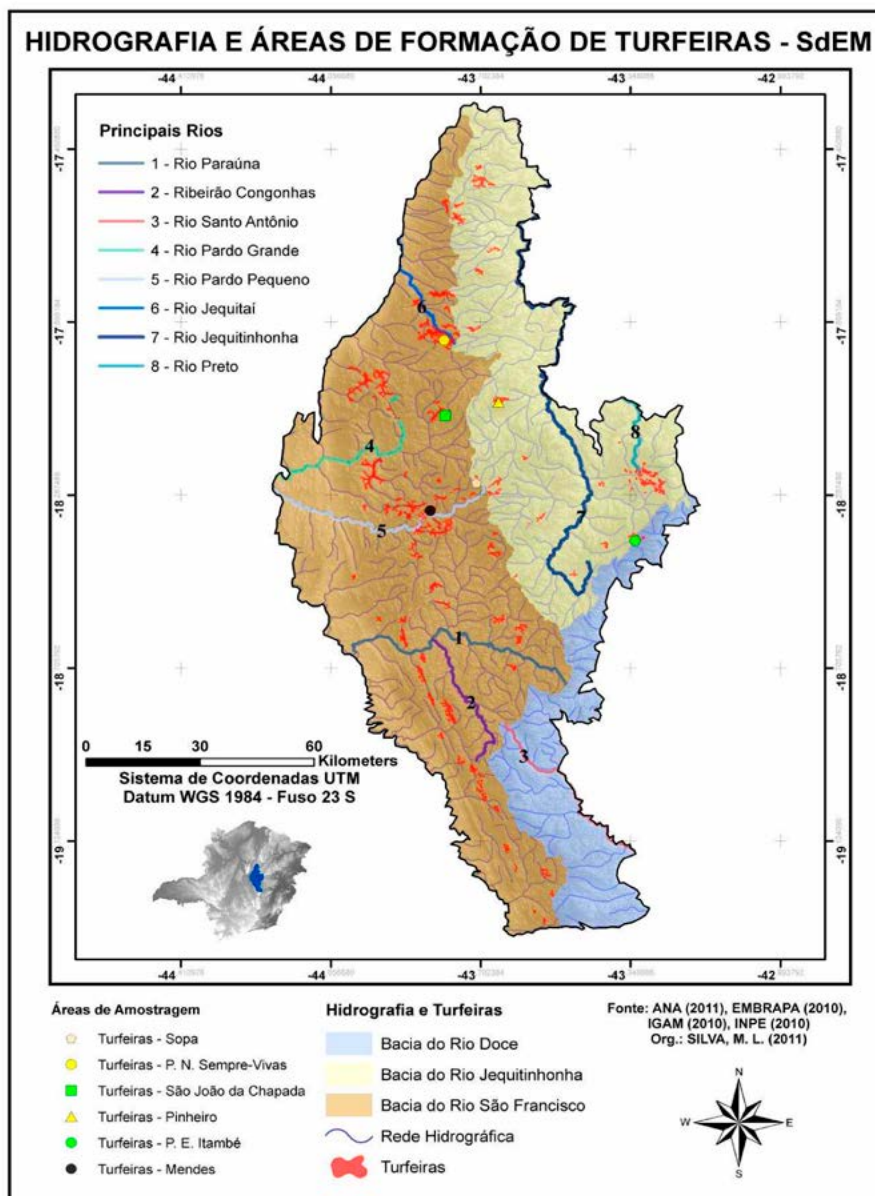 HIDROGRAFIA E ÁREAS DE FORMAÇÃO DE TURFEIRAS - SdEM
-44 -44 -43 -43 -42
Principais Rios
1 - Rio Paraúna
2 - Ribeirão Congonhas
3 - Rio Santo Antônio
4 - Rio Pardo Grande
5 - Rio Pardo Pequeno
6 - Rio Jequitaí
7 - Rio Jequitinhonha
8 - Rio Preto
-17
-17
-18
-18
-19
-17
-17
-18
-18
-19
6
4
8
7
5
1
2
3
0 15 30 60
Kilometers
Sistema de Coordenadas UTM
Datum WGS 1984 - Fuso 23 S
-44 -44 -43 -43 -42
Áreas de Amostragem
Turfeiras - Sopa
Turfeiras - P. N. Sempre-Vivas
Turfeiras - São João da Chapada
Turfeiras - Pinheiro
Turfeiras - P. E. Itambé
Turfeiras - Mendes
Hidrografia e Turfeiras
Bacia do Rio Doce
Bacia do Rio Jequitinhonha
Bacia do Rio São Francisco
Rede Hidrográfica
Turfeiras
Fonte: ANA (2011), EMBRAPA (2010),
IGAM (2010), INPE (2010)
Org.: SILVA, M. L. (2011)
N
W E
S